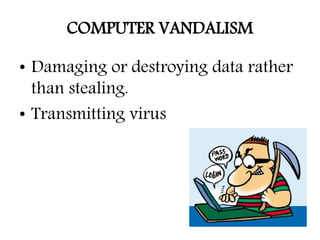 COMPUTER VANDALISM
• Damaging or destroying data rather
than stealing.
• Transmitting virus
PASS
WORD
LOGIN